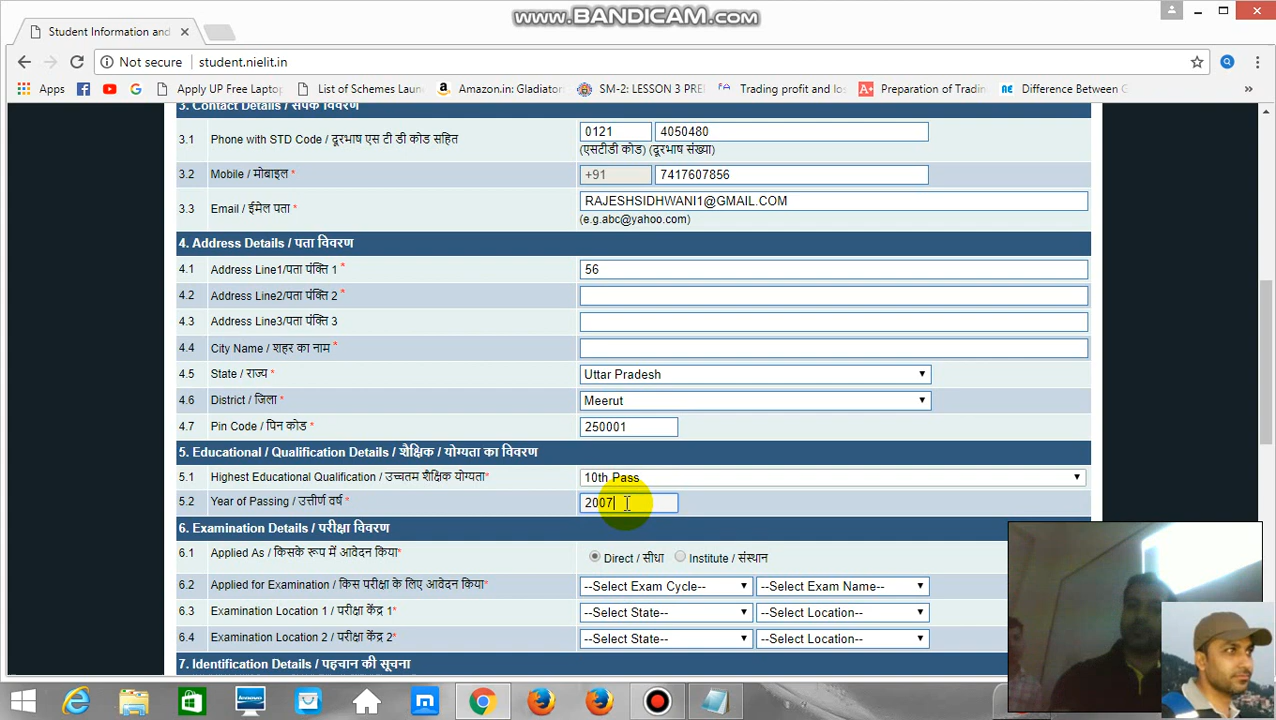 www.BANDICAM.com
Student Information and
Not secure
student.nielit.in
Apps
Apply UP Free Laptop
List of Schemes Laun
Amazon.in: Gladiator
SM-2: LESSON 3 PRE
Trading profit and los
Preparation of Tradin
Difference Between G
»
3. Contact Details / संपर्क विवरण
3.1 Phone with STD Code / दूरभाष एस टी डी कोड सहित 0121 4050480
(एसटीडी कोड) (दूरभाष संख्या)
3.2 Mobile / मोबाइल * +91 7417607856
3.3 Email / ईमेल पता * RAJESHSIDHWANI1@GMAIL.COM
(e.g.abc@yahoo.com)
4. Address Details / पता विवरण
4.1 Address Line1/पता पंक्ति 1 * 56
4.2 Address Line2/पता पंक्ति 2 *
4.3 Address Line3/पता पंक्ति 3
4.4 City Name / शहर का नाम *
4.5 State / राज्य * Uttar Pradesh
4.6 District / जिला * Meerut
4.7 Pin Code / पिन कोड * 250001
5. Educational / Qualification Details / शैक्षिक / योग्यता का विवरण
5.1 Highest Educational Qualification / उच्चतम शैक्षिक योग्यता* 10th Pass
5.2 Year of Passing / उत्तीर्ण वर्ष * 2007
6. Examination Details / परीक्षा विवरण
6.1 Applied As / किसके रूप में आवेदन किया* Direct / सीधा Institute / संस्थान
6.2 Applied for Examination / किस परीक्षा के लिए आवेदन किया* --Select Exam Cycle-- --Select Exam Name--
6.3 Examination Location 1 / परीक्षा केंद्र 1* --Select State-- --Select Location--
6.4 Examination Location 2 / परीक्षा केंद्र 2* --Select State-- --Select Location--
7. Identification Details / पहचान की सूचना